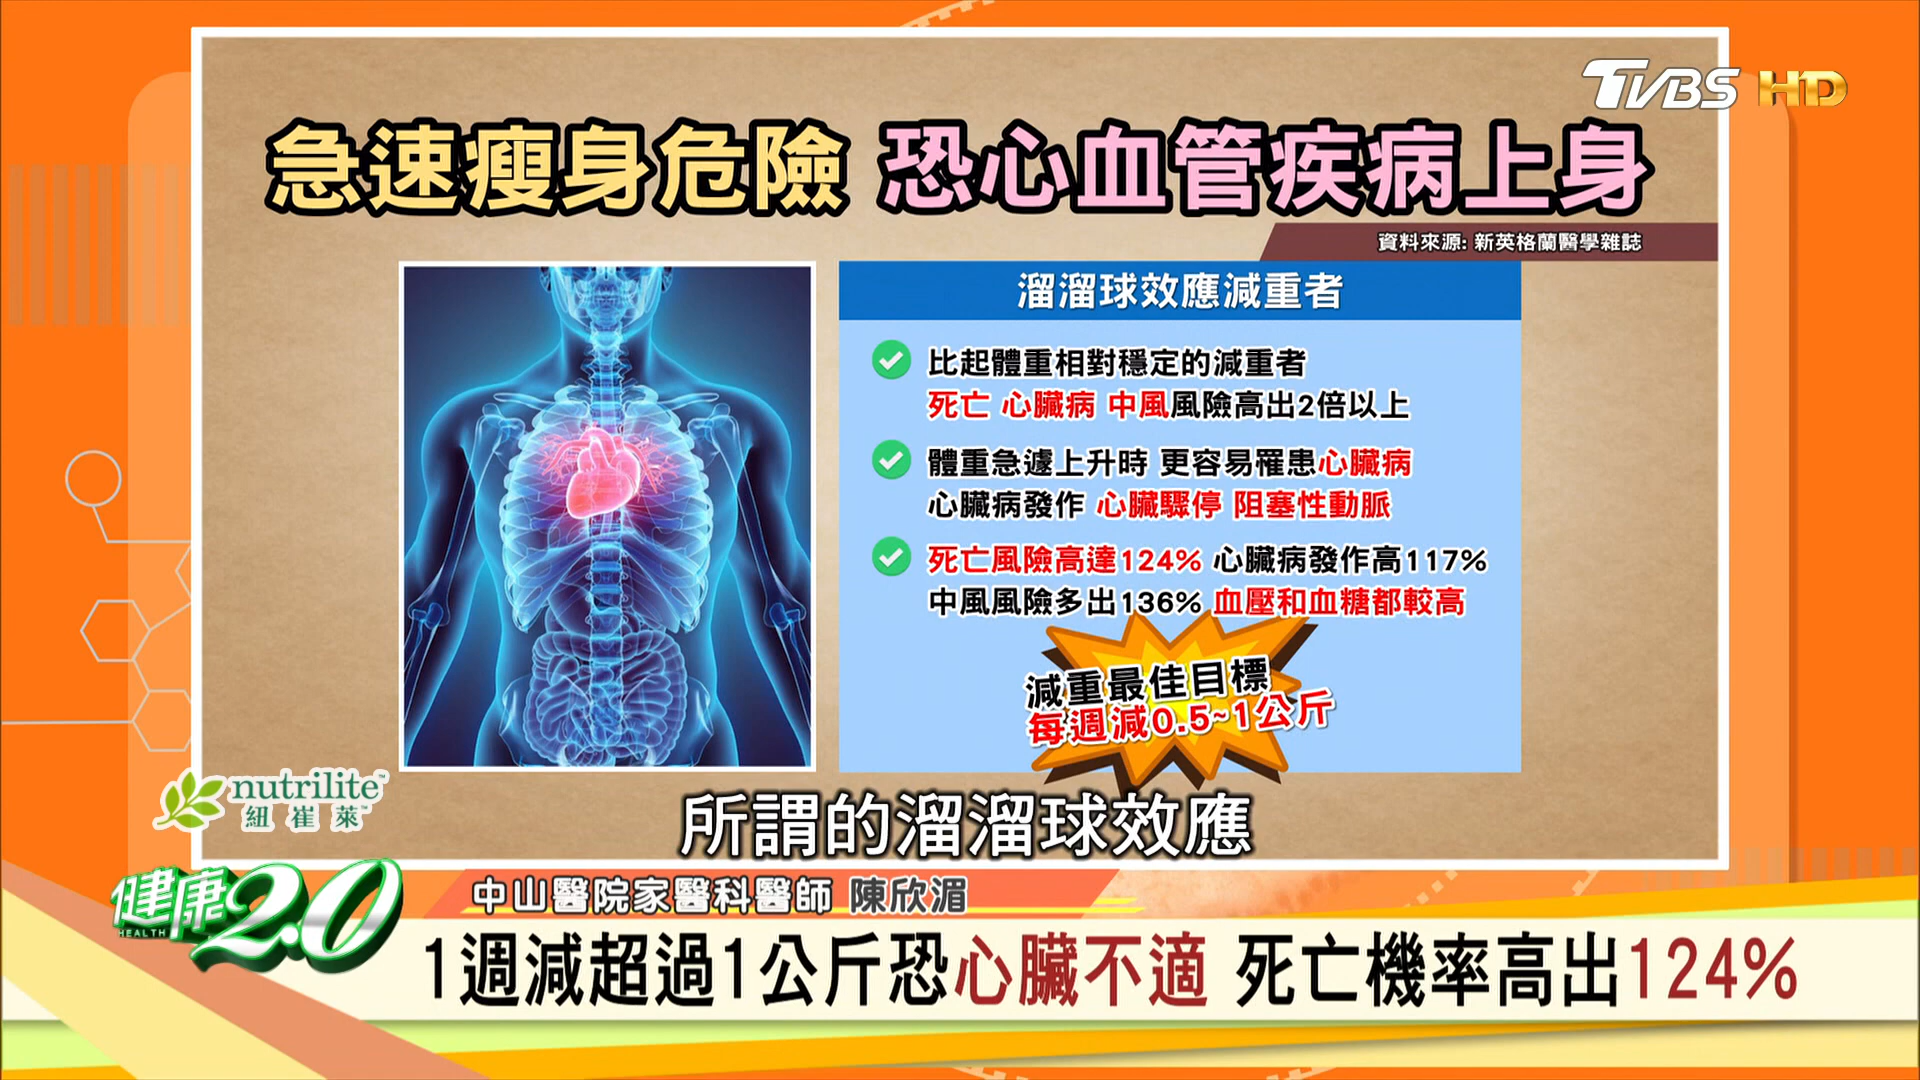 TVBS HD
急速瘦身危險 恐心血管疾病上身
資料來源: 新英格蘭醫學雜誌
溜溜球效應減重者
比起體重相對穩定的減重者
死亡 心臟病 中風風險高出2倍以上
體重急遽上升時 更容易罹患心臟病
心臟病發作 心臟驟停 阻塞性動脈
死亡風險高達124% 心臟病發作高117%
中風風險多出136% 血壓和血糖都較高
減重最佳目標
每週減0.5~1公斤
nutrilite™
紐崔萊™
所謂的溜溜球效應
健康2.0
HEALTH
中山醫院家醫科醫師 陳欣湄
1週減超過1公斤恐心臟不適 死亡機率高出124%